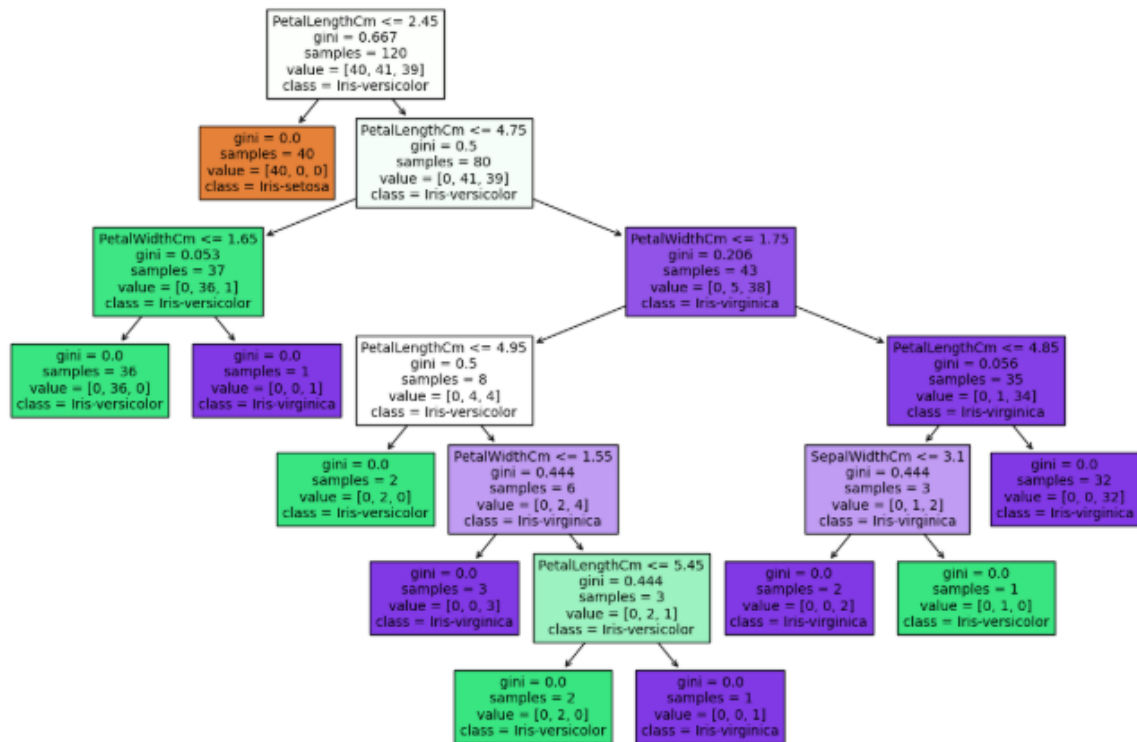 PetalLengthCm <= 2.45
gini = 0.667
samples = 120
value = [40, 41, 39]
class = Iris-versicolor
gini = 0.0
samples = 40
value = [40, 0, 0]
class = Iris-setosa
PetalLengthCm <= 4.75
gini = 0.5
samples = 80
value = [0, 41, 39]
class = Iris-versicolor
PetalWidthCm <= 1.65
gini = 0.053
samples = 37
value = [0, 36, 1]
class = Iris-versicolor
PetalWidthCm <= 1.75
gini = 0.206
samples = 43
value = [0, 5, 38]
class = Iris-virginica
gini = 0.0
samples = 36
value = [0, 36, 0]
class = Iris-versicolor
gini = 0.0
samples = 1
value = [0, 0, 1]
class = Iris-virginica
PetalLengthCm <= 4.95
gini = 0.5
samples = 8
value = [0, 4, 4]
class = Iris-versicolor
PetalLengthCm <= 4.85
gini = 0.056
samples = 35
value = [0, 1, 34]
class = Iris-virginica
gini = 0.0
samples = 2
value = [0, 2, 0]
class = Iris-versicolor
PetalWidthCm <= 1.55
gini = 0.444
samples = 6
value = [0, 2, 4]
class = Iris-virginica
SepalWidthCm <= 3.1
gini = 0.444
samples = 3
value = [0, 1, 2]
class = Iris-virginica
gini = 0.0
samples = 32
value = [0, 0, 32]
class = Iris-virginica
gini = 0.0
samples = 3
value = [0, 0, 3]
class = Iris-virginica
PetalLengthCm <= 5.45
gini = 0.444
samples = 3
value = [0, 2, 1]
class = Iris-versicolor
gini = 0.0
samples = 2
value = [0, 0, 2]
class = Iris-virginica
gini = 0.0
samples = 1
value = [0, 1, 0]
class = Iris-versicolor
gini = 0.0
samples = 2
value = [0, 2, 0]
class = Iris-versicolor
gini = 0.0
samples = 1
value = [0, 0, 1]
class = Iris-virginica